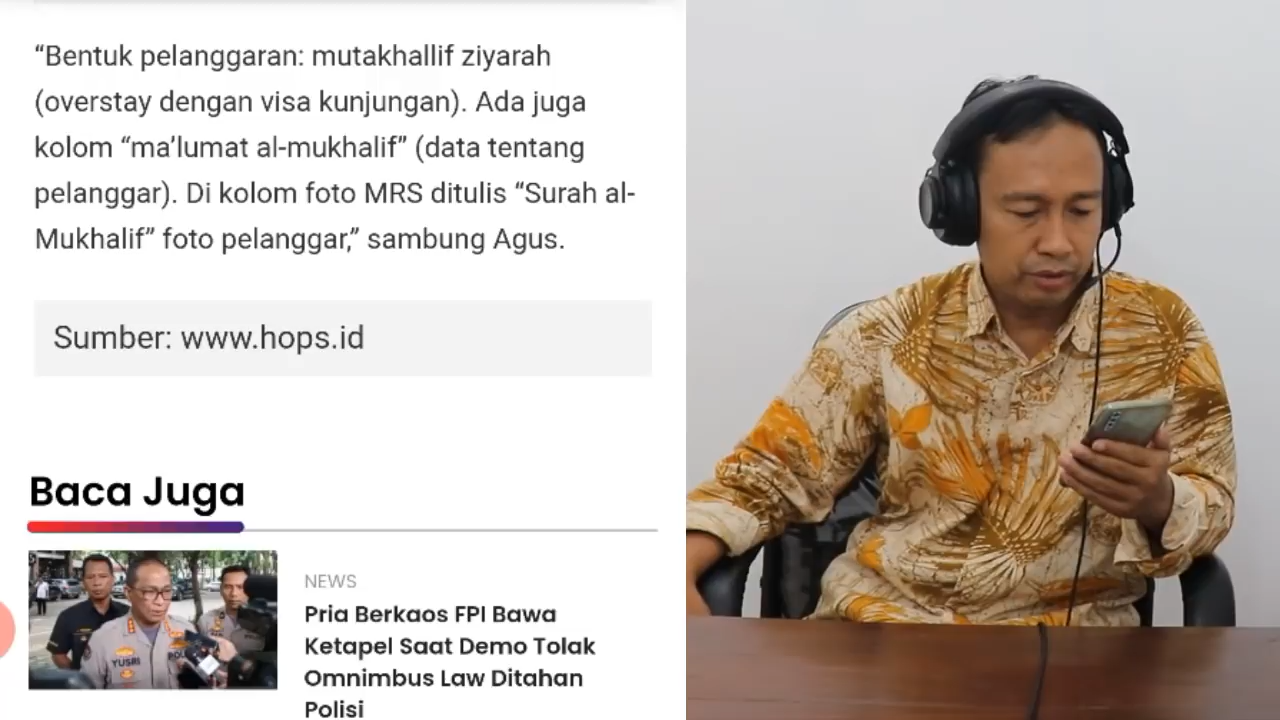 “Bentuk pelanggaran: mutakhallif ziyarah
(overstay dengan visa kunjungan). Ada juga
kolom “ma’lumat al-mukhalif” (data tentang
pelanggar). Di kolom foto MRS ditulis “Surah al-
Mukhalif” foto pelanggar,” sambung Agus.
Sumber: www.hops.id
Baca Juga
NEWS
Pria Berkaos FPI Bawa
Ketapel Saat Demo Tolak
Omnimbus Law Ditahan
Polisi
YUSRI